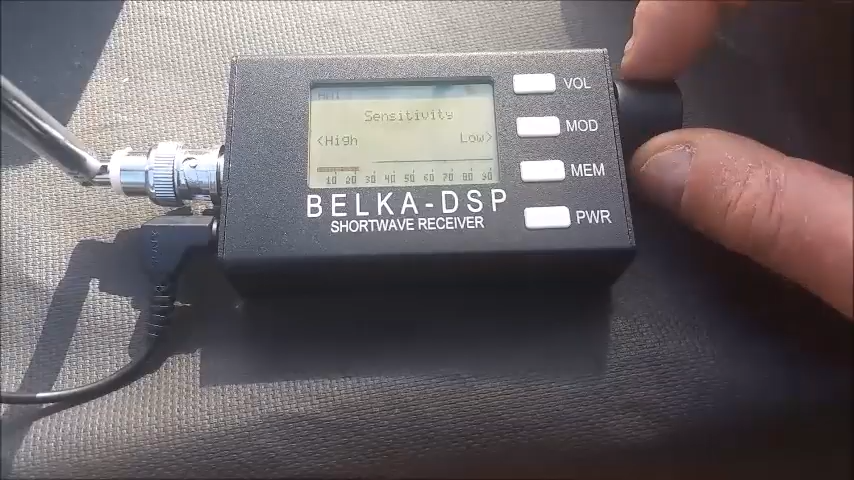 Sensitivity
<High Low>
10 20 30 40 50 60 70 80 90
VOL
MOD
MEM
PWR
BELKA-DSP
SHORTWAVE RECEIVER